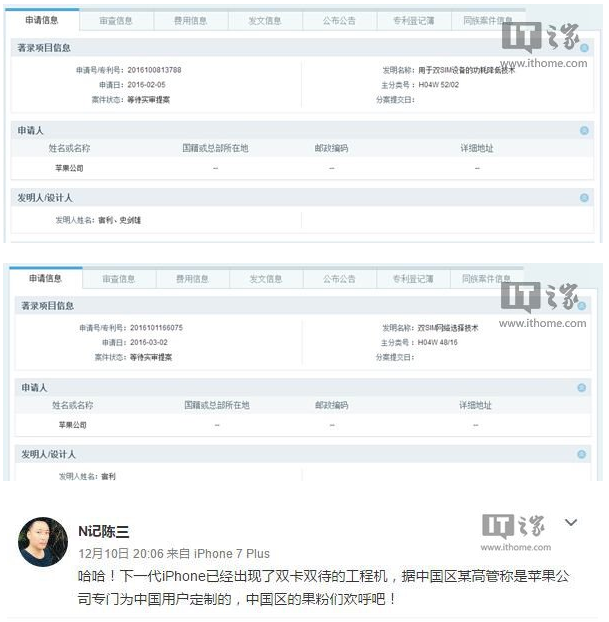 申请信息 审查信息 费用信息 发文信息 公布公告 专利登记簿 同族案件信息
IT之家
www.ithome.com
著录项目信息
申请号/专利号： 2016100813788 发明名称： 用于双SIM设备的功耗降低技术
申请日： 2016-02-05 主分类号： H04W 52/02
案件状态： 等待实审提案 分案提交日：
申请人
姓名或名称 国籍或总部所在地 邮政编码 详细地址
苹果公司 -- -- --
发明人/设计人
发明人姓名： 宿利、史剑雄
申请信息 审查信息 费用信息 发文信息 公布公告 专利登记簿 同族案件信息
IT之家
www.ithome.com
著录项目信息
申请号/专利号： 2016101166075 发明名称： 双SIM网络选择技术
申请日： 2016-03-02 主分类号： H04W 48/16
案件状态： 等待实审提案 分案提交日：
申请人
姓名或名称 国籍或总部所在地 邮政编码 详细地址
苹果公司 -- -- --
发明人/设计人
发明人姓名： 宿利
IT之家
www.ithome.com
N记陈三
12月10日 20:06 来自 iPhone 7 Plus
哈哈！下一代iPhone已经出现了双卡双待的工程机，据中国区某高管称是苹果公
司专门为中国用户定制的，中国区的果粉们欢呼吧！